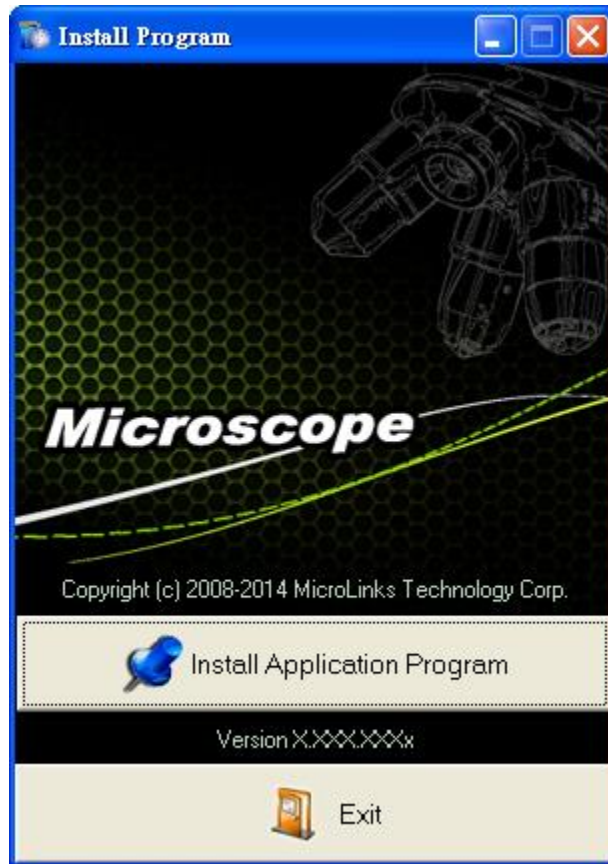 Install Program
Microscope
Copyright (c) 2008-2014 MicroLinks Technology Corp.
Install Application Program
Version X.XXX.XXXx
Exit